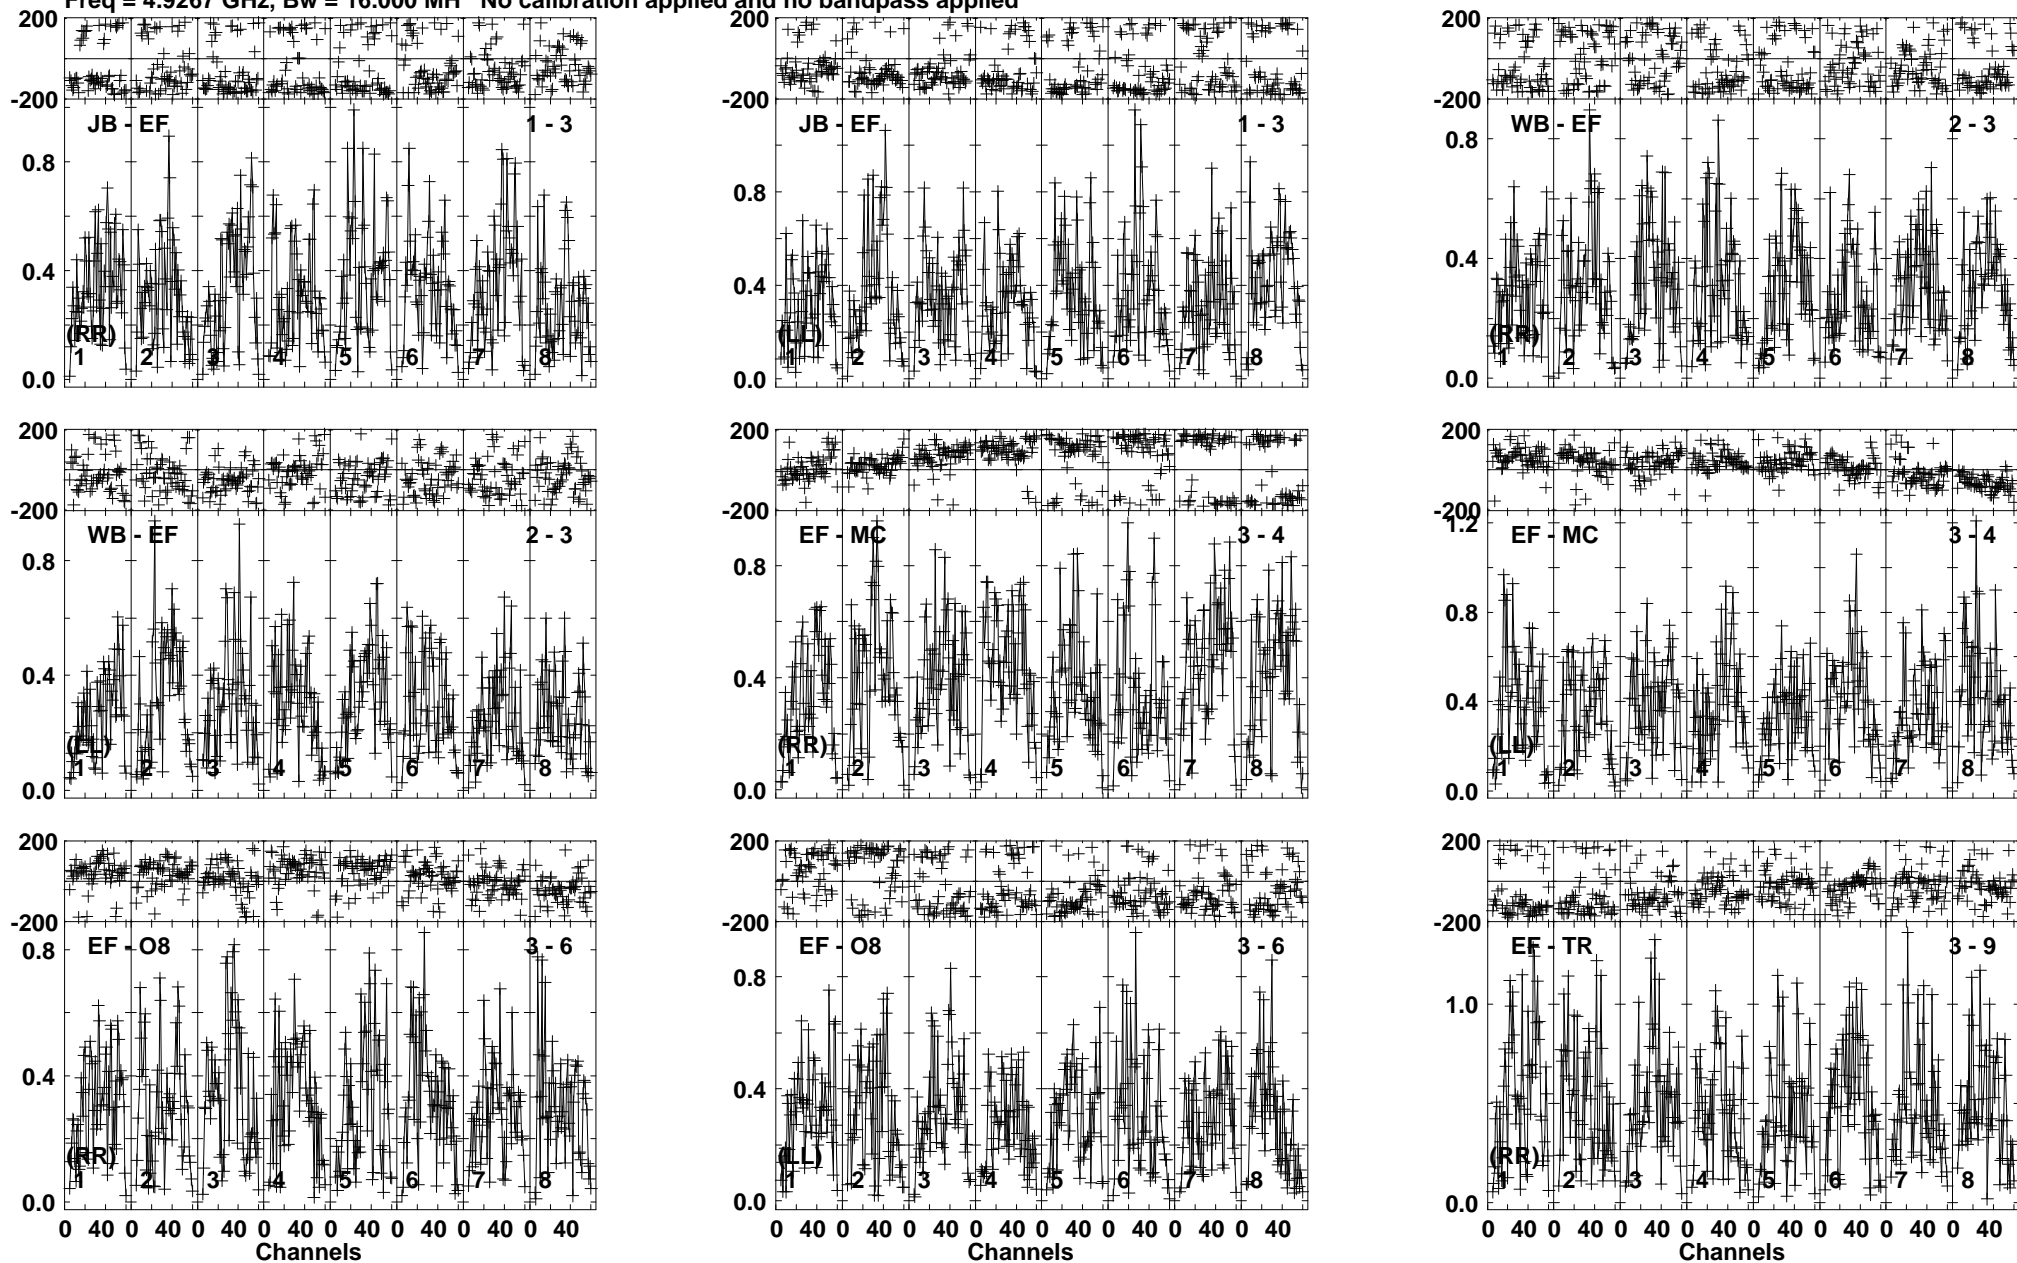 Freq = 4.9267 GHz, Bw = 16.000 MH No calibration applied and no bandpass applied
200 200 200
-200 -200 -200
JB - EF 1 - 3 JB - EF 1 - 3 WB - EF 2 - 3
0.8 0.8 0.8
0.4 0.4 0.4
(RR) (LL) (RR)
1 2 3 4 5 6 7 8 1 2 3 4 5 6 7 8 1 2 3 4 5 6 7 8
0.0 0.0 0.0
200 200 200
-200 -200 -200
1.2
WB - EF 2 - 3 EF - MC 3 - 4 EF - MC 3 - 4
0.8 0.8 0.8
0.4 0.4 0.4
(LL) (RR) (LL)
1 2 3 4 5 6 7 8 1 2 3 4 5 6 7 8 1 2 3 4 5 6 7 8
0.0 0.0 0.0
200 200 200
-200 -200 -200
EF - O8 3 - 6 EF - O8 3 - 6 EF - TR 3 - 9
0.8 0.8 1.0
0.4 0.4
(RR) (LL) (RR)
1 2 3 4 5 6 7 8 1 2 3 4 5 6 7 8 1 2 3 4 5 6 7 8
0.0 0.0 0.0
0 40 0 40 0 40 0 40 0 40 0 40 0 40 0 40 0 40 0 40 0 40 0 40 0 40 0 40 0 40 0 40 0 40 0 40 0 40 0 40 0 40 0 40 0 40 0 40
Channels Channels Channels